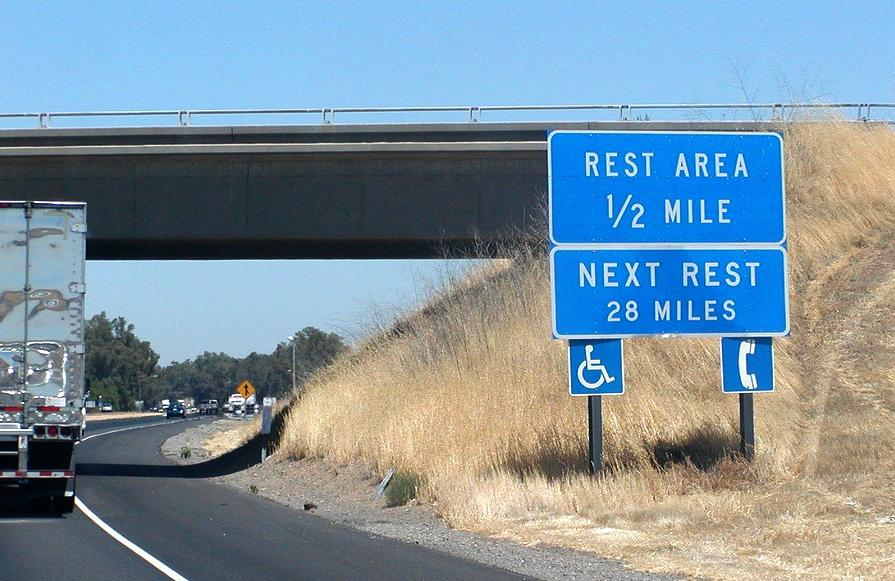 REST AREA
1/2 MILE
NEXT REST
28 MILES